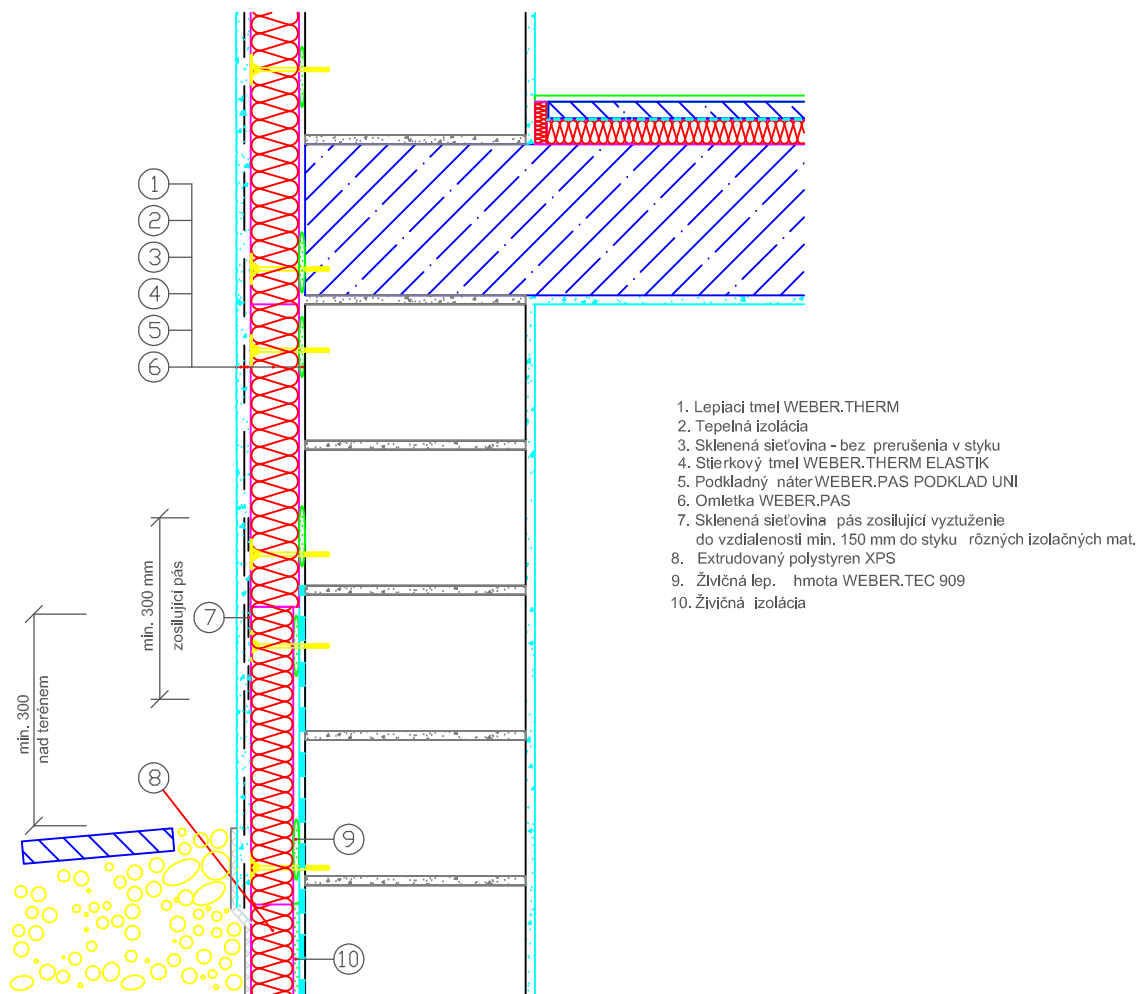 1
2
3
4
5
6
1. Lepiaci tmel WEBER.THERM
2. Tepelná izolácia
3. Sklenená sieťovina - bez prerušenia v styku
4. Stierkový tmel WEBER.THERM ELASTIK
5. Podkladný náter WEBER.PAS PODKLAD UNI
6. Omietka WEBER.PAS
7. Sklenená sieťovina pás zosilující vyztuženie
do vzdialenosti min. 150 mm do styku rôzných izolačných mat.
8. Extrudovaný polystyren XPS
9. Živičná lep. hmota WEBER.TEC 909
10. Živičná izolácia
min. 300 mm
zosilující pás
7
min. 300
nad terénem
8
9
10